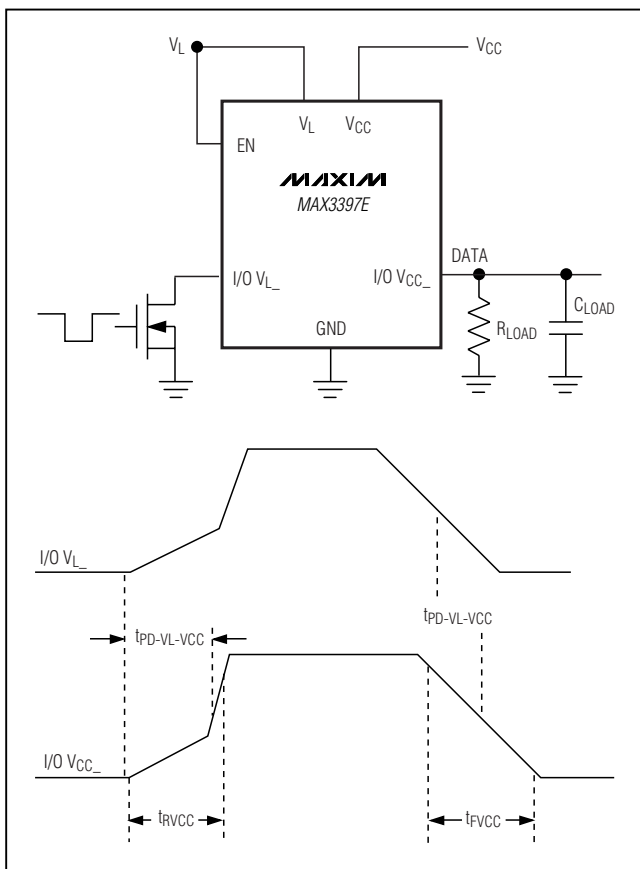 VL VCC
VL VCC
EN
MAXIM
MAX3397E
DATA
I/O VL_ I/O VCC_
RLOAD CLOAD
GND
I/O VL_
tPD-VL-VCC
tPD-VL-VCC
I/O VCC_
tRVCC tFVCC